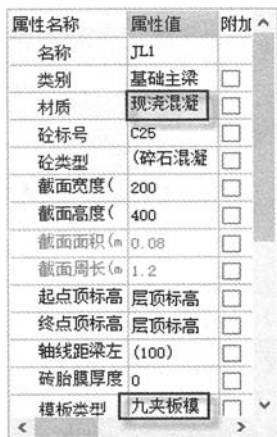 属性名称 属性值 附加
名称 JL1
类别 基础主梁
材质 现浇混凝
砼标号 C25
砼类型 (碎石混凝
截面宽度( 200
截面高度( 400
截面面积(m 0.08
截面周长(m 1.2
起点顶标高 层顶标高
终点顶标高 层顶标高
轴线距梁左 (100)
砖胎膜厚度 0
模板类型 九夹板模